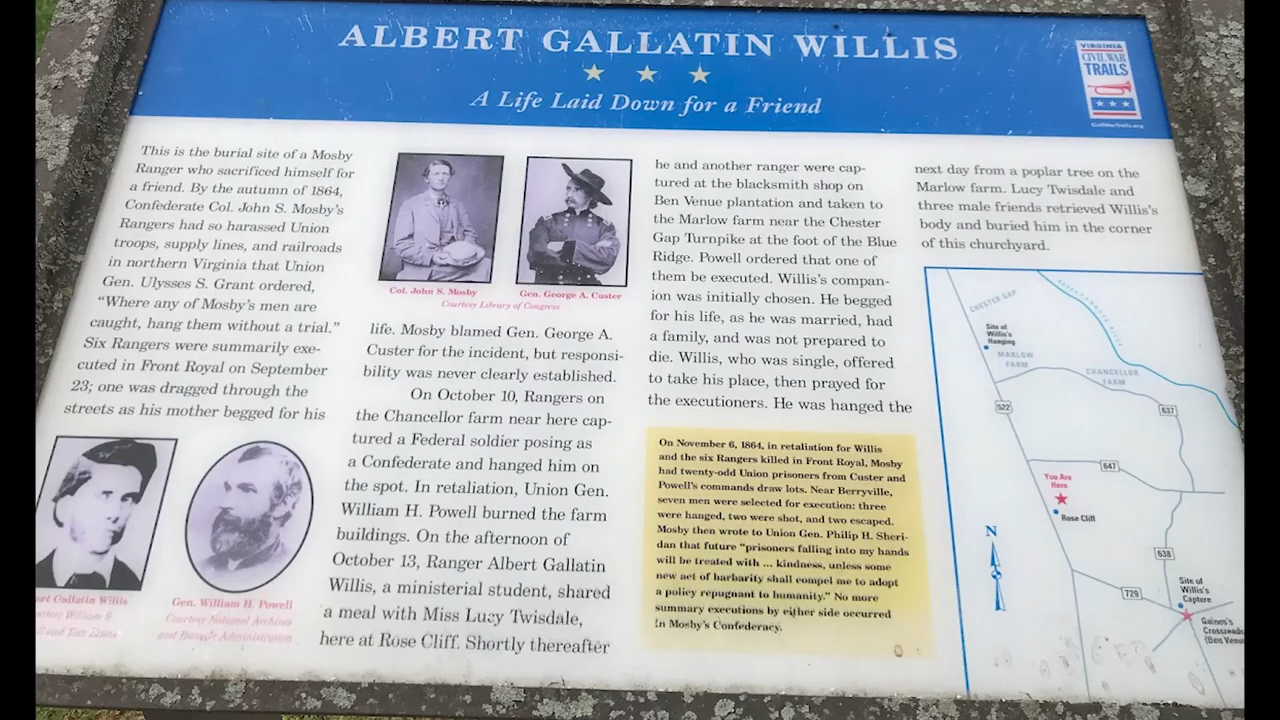 ALBERT GALLATIN WILLIS
A Life Laid Down for a Friend
VIRGINIA
CIVIL WAR
TRAILS
CivilWarTrails.org
This is the burial site of a Mosby
Ranger who sacrificed himself for
a friend. By the autumn of 1864,
Confederate Col. John S. Mosby's
Rangers had so harassed Union
troops, supply lines, and railroads
in northern Virginia that Union
Gen. Ulysses S. Grant ordered,
“Where any of Mosby's men are
caught, hang them without a trial.”
Six Rangers were summarily exe-
cuted in Front Royal on September
23; one was dragged through the
streets as his mother begged for his
ert Gallatin Willis
Gen. William H. Powell
Courtesy National Archives
and Records Administration
Col. John S. Mosby
Gen. George A. Custer
Courtesy Library of Congress
life. Mosby blamed Gen. George A.
Custer for the incident, but responsi-
bility was never clearly established.
On October 10, Rangers on
the Chancellor farm near here cap-
tured a Federal soldier posing as
a Confederate and hanged him on
the spot. In retaliation, Union Gen.
William H. Powell burned the farm
buildings. On the afternoon of
October 13, Ranger Albert Gallatin
Willis, a ministerial student, shared
a meal with Miss Lucy Twisdale,
here at Rose Cliff. Shortly thereafter
he and another ranger were cap-
tured at the blacksmith shop on
Ben Venue plantation and taken to
the Marlow farm near the Chester
Gap Turnpike at the foot of the Blue
Ridge. Powell ordered that one of
them be executed. Willis's compan-
ion was initially chosen. He begged
for his life, as he was married, had
a family, and was not prepared to
die. Willis, who was single, offered
to take his place, then prayed for
the executioners. He was hanged the
On November 6, 1864, in retaliation for Willis
and the six Rangers killed in Front Royal, Mosby
had twenty-odd Union prisoners from Custer and
Powell's commands draw lots. Near Berryville,
seven men were selected for execution: three
were hanged, two were shot, and two escaped.
Mosby then wrote to Union Gen. Philip H. Sheri-
dan that future “prisoners falling into my hands
will be treated with ... kindness, unless some
new act of barbarity shall compel me to adopt
a policy repugnant to humanity.” No more
summary executions by either side occurred
in Mosby's Confederacy.
next day from a poplar tree on the
Marlow farm. Lucy Twisdale and
three male friends retrieved Willis's
body and buried him in the corner
of this churchyard.
CHESTER GAP
RAPPAHANNOCK RIVER
Site of
Willis's
Hanging
MARLOW
FARM
CHANCELLOR
FARM
522
637
647
You Are
Here
Rose Cliff
N
638
729
Site of
Willis's
Capture
Gaines's
Crossroads
(Ben Venue